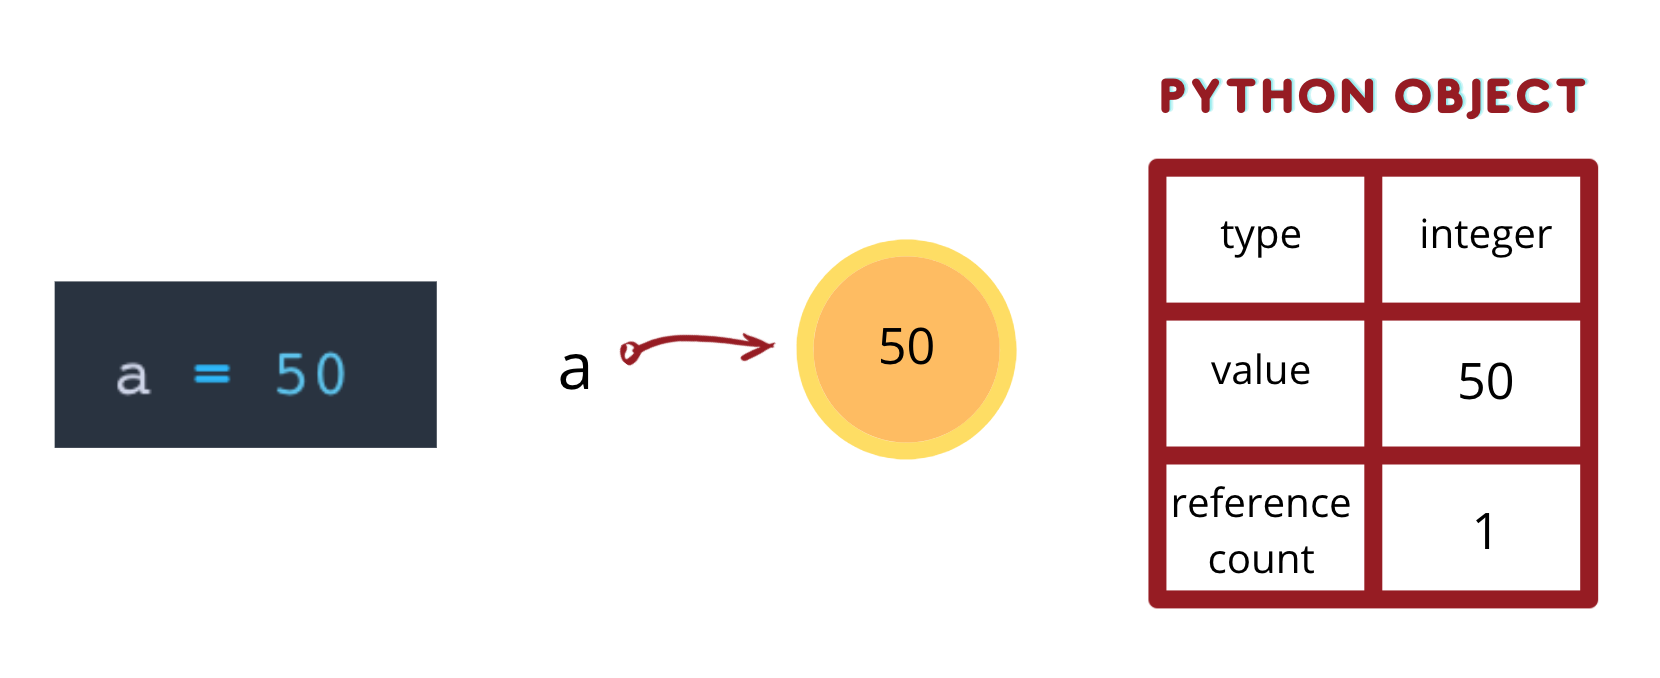 a = 50
a
50
PYTHON OBJECT
type integer
value 50
reference
count 1